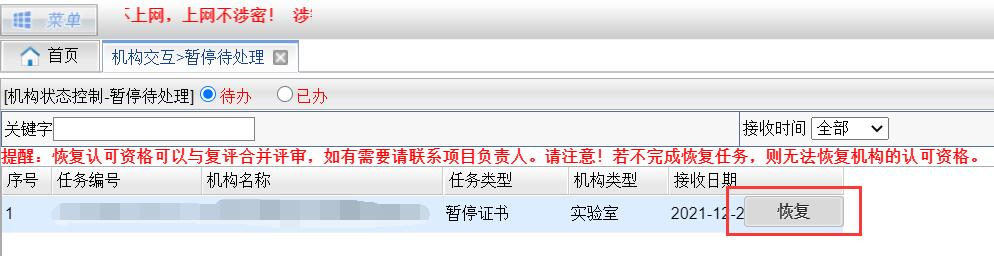 菜单
上网，上网不涉密！ 涉
首页 机构交互>暂停待处理
[机构状态控制-暂停待处理] 待办 已办
关键字 接收时间 全部
提醒：恢复认可资格可以与复评合并评审，如有需要请联系项目负责人。请注意！若不完成恢复任务，则无法恢复机构的认可资格。
序号 任务编号 机构名称 任务类型 机构类型 接收日期
1 暂停证书 实验室 2021-12-2 恢复